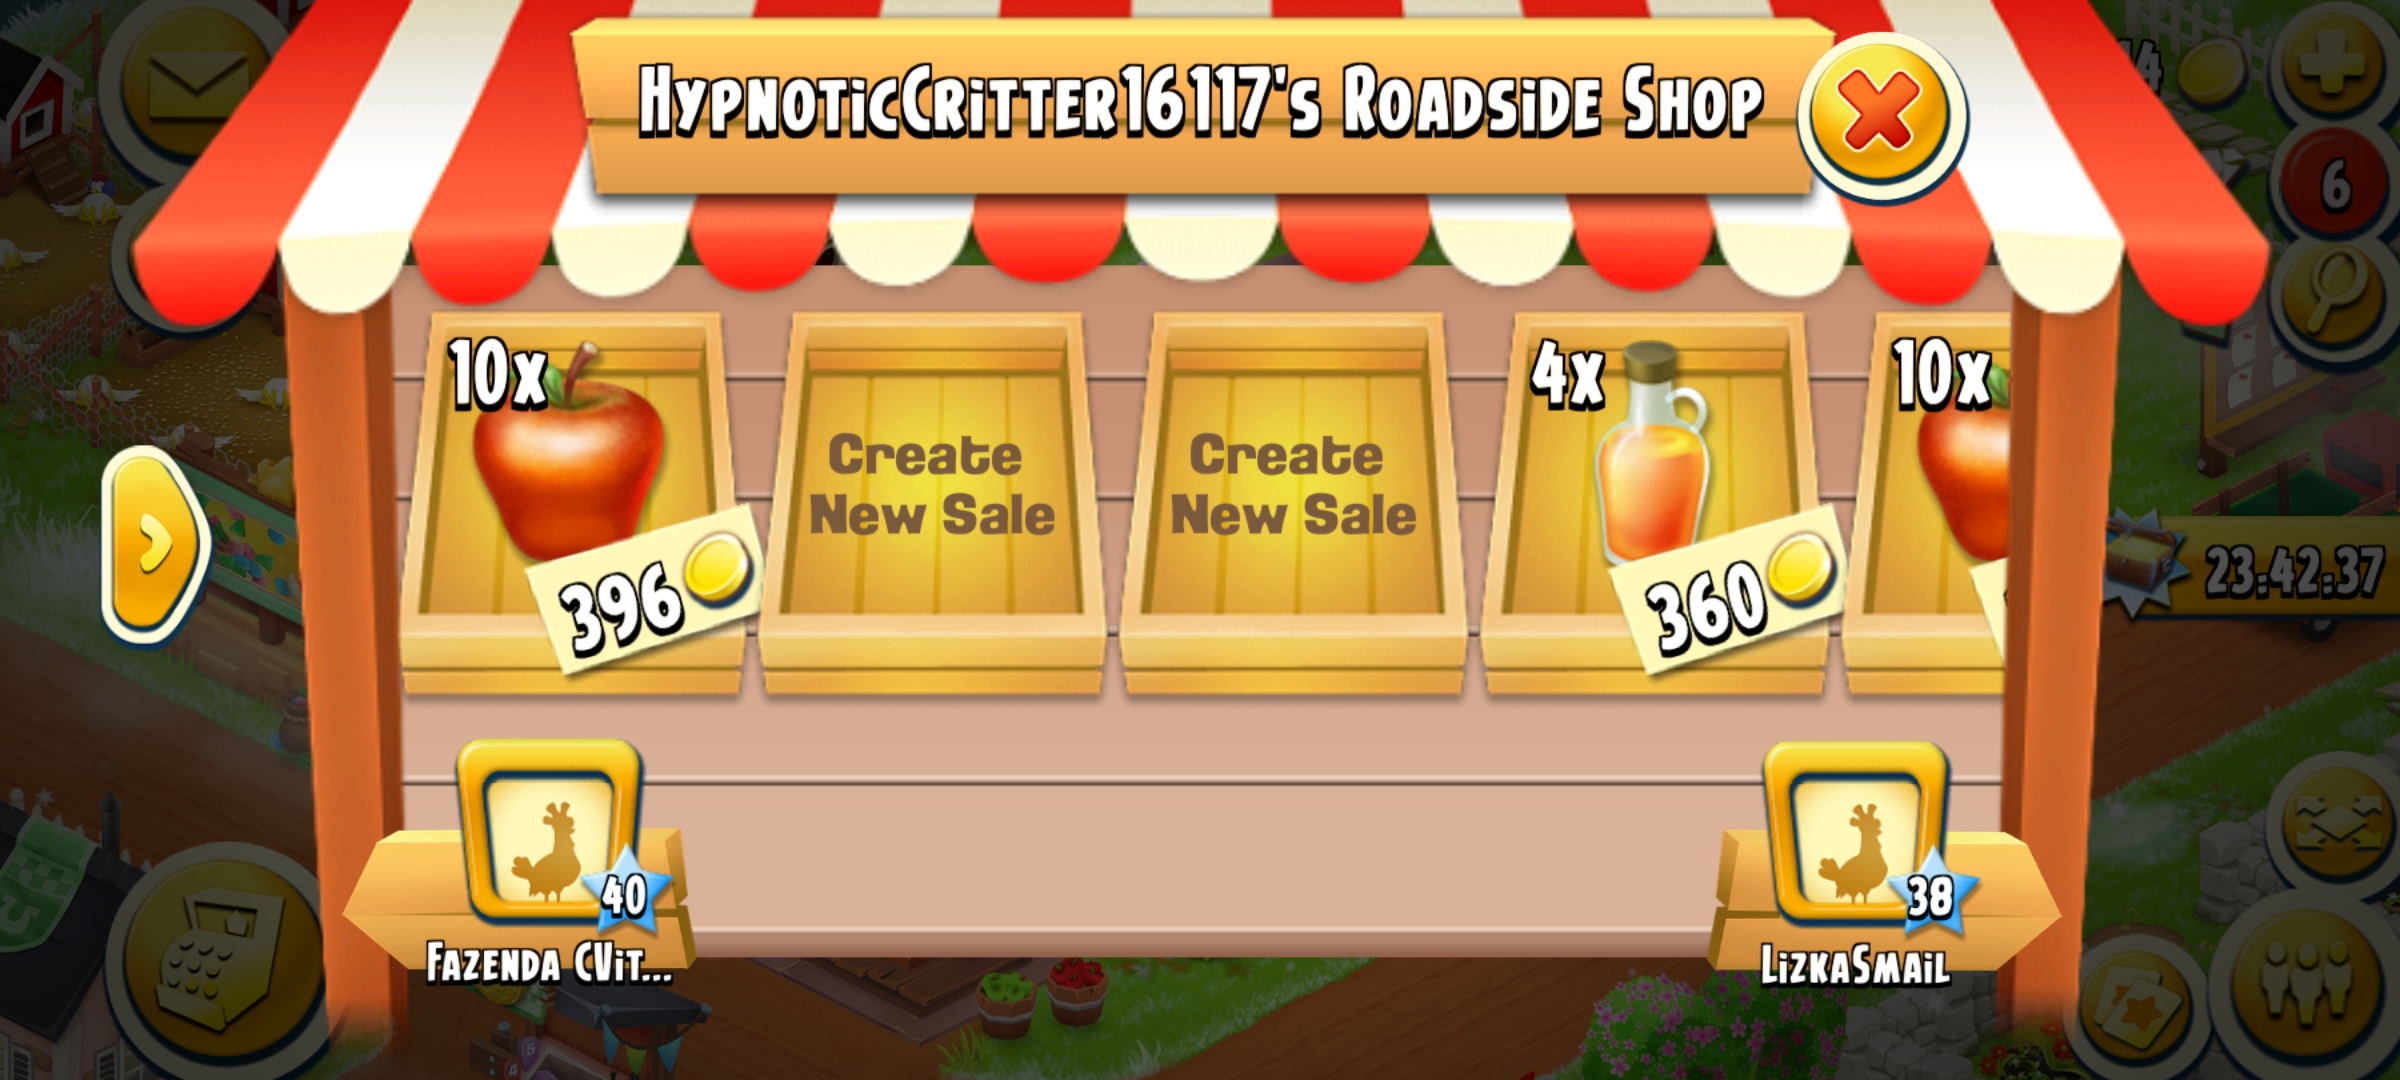 HypnoticCritter16117's Roadside Shop
6
10x
396
Create
New Sale
Create
New Sale
4x
360
10x
23:42:37
40
Fazenda CVit...
38
LizkaSmail